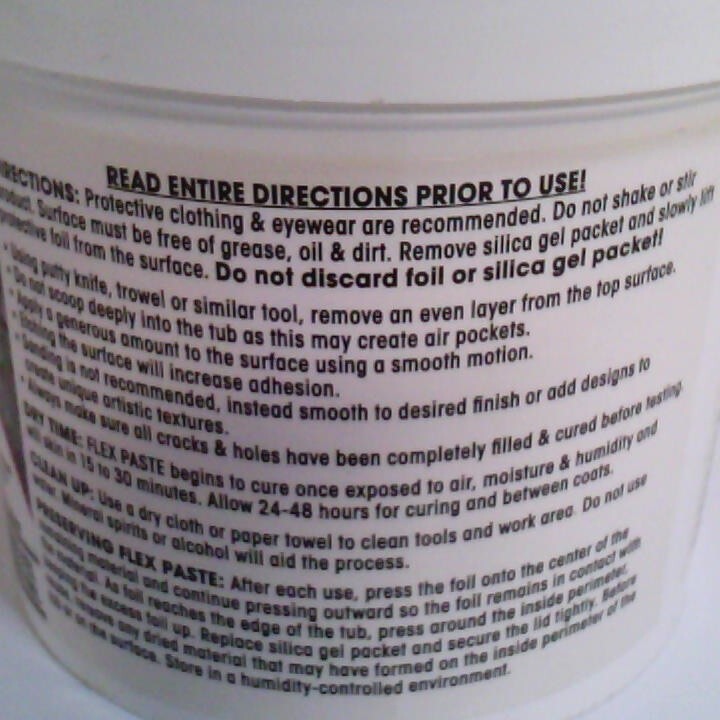 READ ENTIRE DIRECTIONS PRIOR TO USE!
DIRECTIONS: Protective clothing & eyewear are recommended. Do not shake or stir
product. Surface must be free of grease, oil & dirt. Remove silica gel packet and slowly lift
protective foil from the surface. Do not discard foil or silica gel packet!
• Using putty knife, trowel or similar tool, remove an even layer from the top surface.
• Do not scoop deeply into the tub as this may create air pockets.
• Apply a generous amount to the surface using a smooth motion.
• Etching the surface will increase adhesion.
• Sanding is not recommended, instead smooth to desired finish or add designs to
create unique artistic textures.
• Always make sure all cracks & holes have been completely filled & cured before testing.
DRY TIME: FLEX PASTE begins to cure once exposed to air, moisture & humidity and
will skin in 15 to 30 minutes. Allow 24-48 hours for curing and between coats.
CLEAN UP: Use a dry cloth or paper towel to clean tools and work area. Do not use
water. Mineral spirits or alcohol will aid the process.
PRESERVING FLEX PASTE: After each use, press the foil onto the center of the
remaining material and continue pressing outward so the foil remains in contact with
the material. As foil reaches the edge of the tub, press around the inside perimeter,
keeping the excess foil up. Replace silica gel packet and secure the lid tightly. Before
remove any dried material that may have formed on the inside perimeter of the
or on the surface. Store in a humidity-controlled environment.